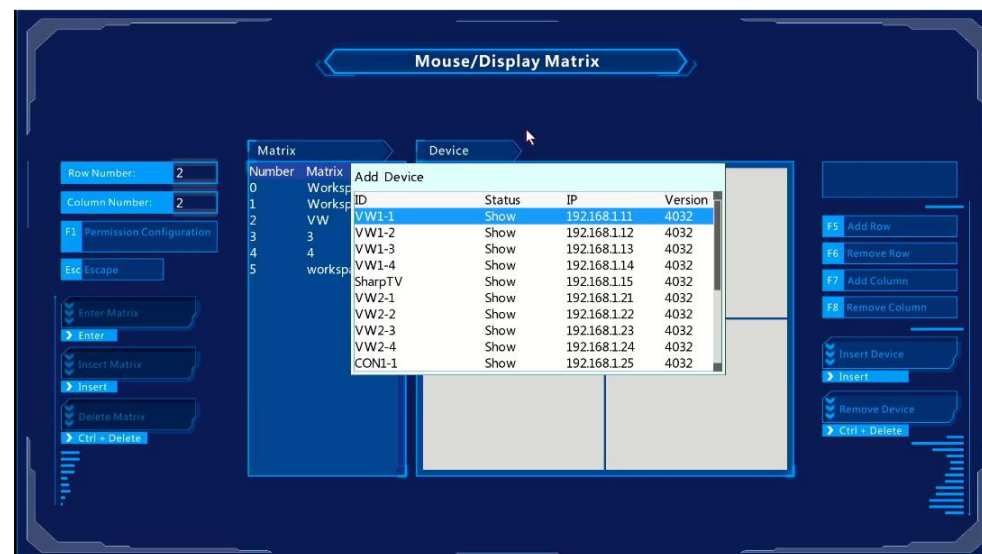 Mouse/Display Matrix
Matrix
Device
Row Number: 2
Column Number: 2
F1 Permission Configuration
Esc Escape
Enter Matrix
Enter
Insert Matrix
Insert
Delete Matrix
Ctrl + Delete
Number Matrix
0 Worksp
1 Worksp
2 VW
3 3
4 4
5 worksp
Add Device
ID Status IP Version
VW1-1 Show 192.168.1.11 4032
VW1-2 Show 192.168.1.12 4032
VW1-3 Show 192.168.1.13 4032
VW1-4 Show 192.168.1.14 4032
SharpTV Show 192.168.1.15 4032
VW2-1 Show 192.168.1.21 4032
VW2-2 Show 192.168.1.22 4032
VW2-3 Show 192.168.1.23 4032
VW2-4 Show 192.168.1.24 4032
CON1-1 Show 192.168.1.25 4032
F5 Add Row
F6 Remove Row
F7 Add Column
F8 Remove Column
Insert Device
Insert
Remove Device
Ctrl + Delete